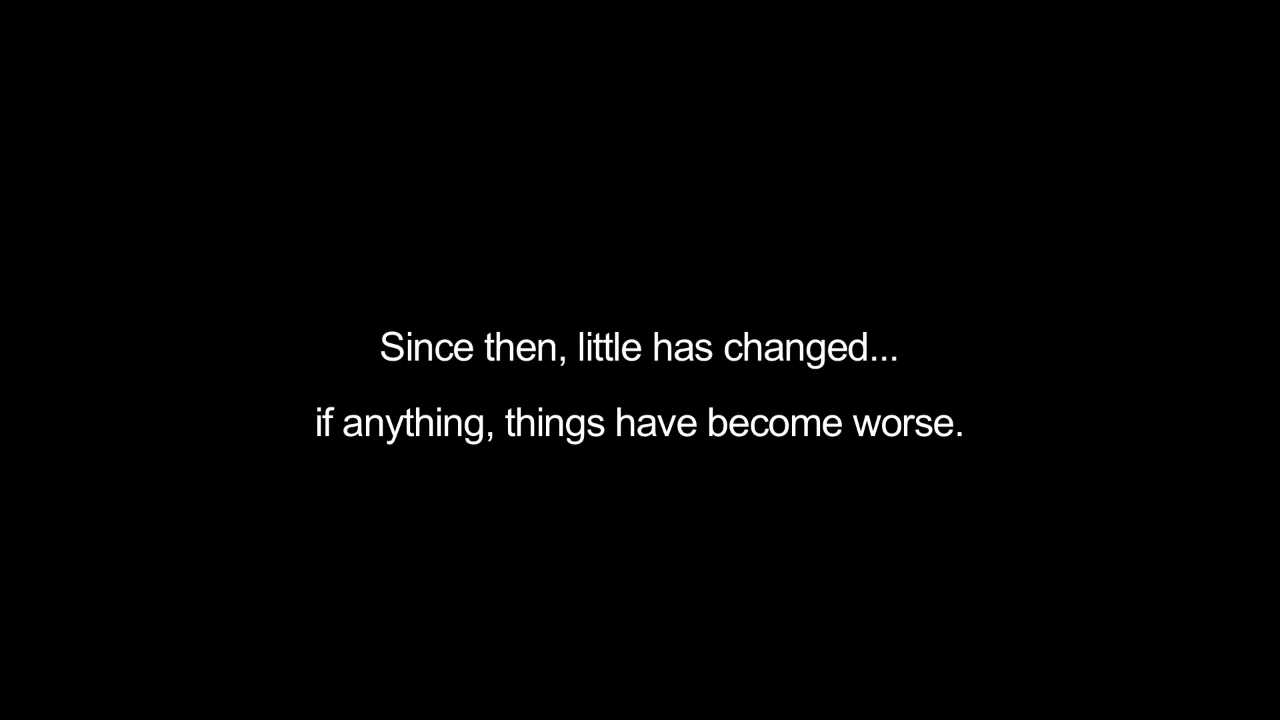 Since then, little has changed...
if anything, things have become worse.